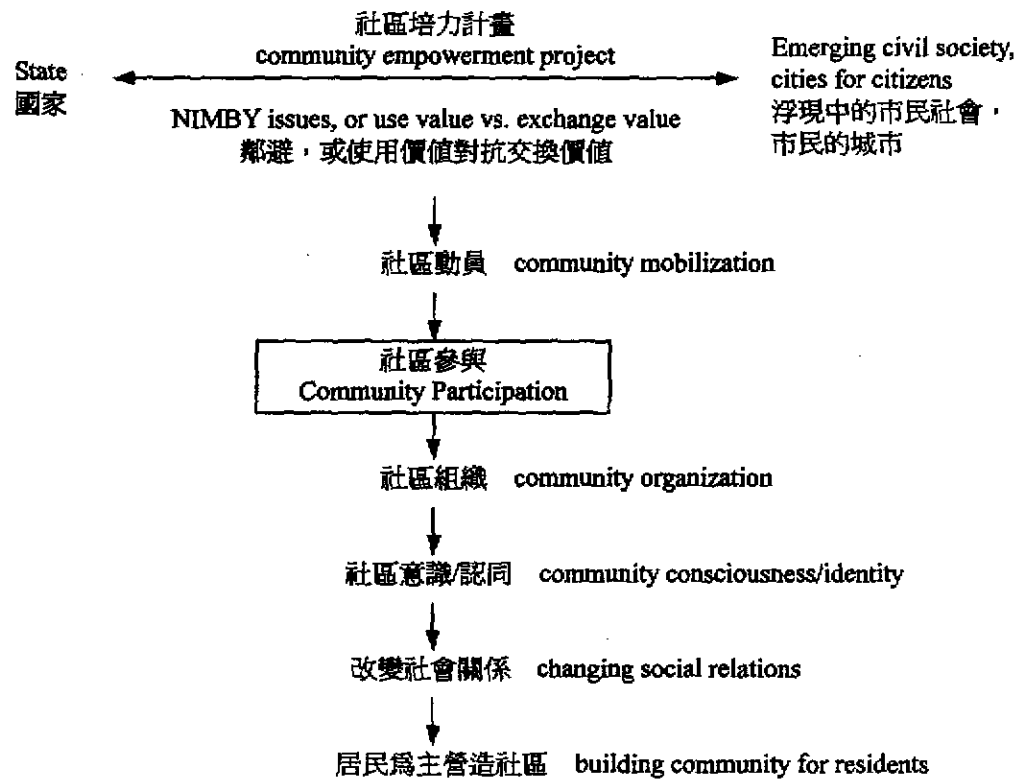 社區培力計畫
community empowerment project
State
國家
Emerging civil society,
cities for citizens
浮現中的市民社會，
市民的城市
NIMBY issues, or use value vs. exchange value
鄰避，或使用價值對抗交換價值
社區動員 community mobilization
社區參與
Community Participation
社區組織 community organization
社區意識/認同 community consciousness/identity
改變社會關係 changing social relations
居民爲主營造社區 building community for residents